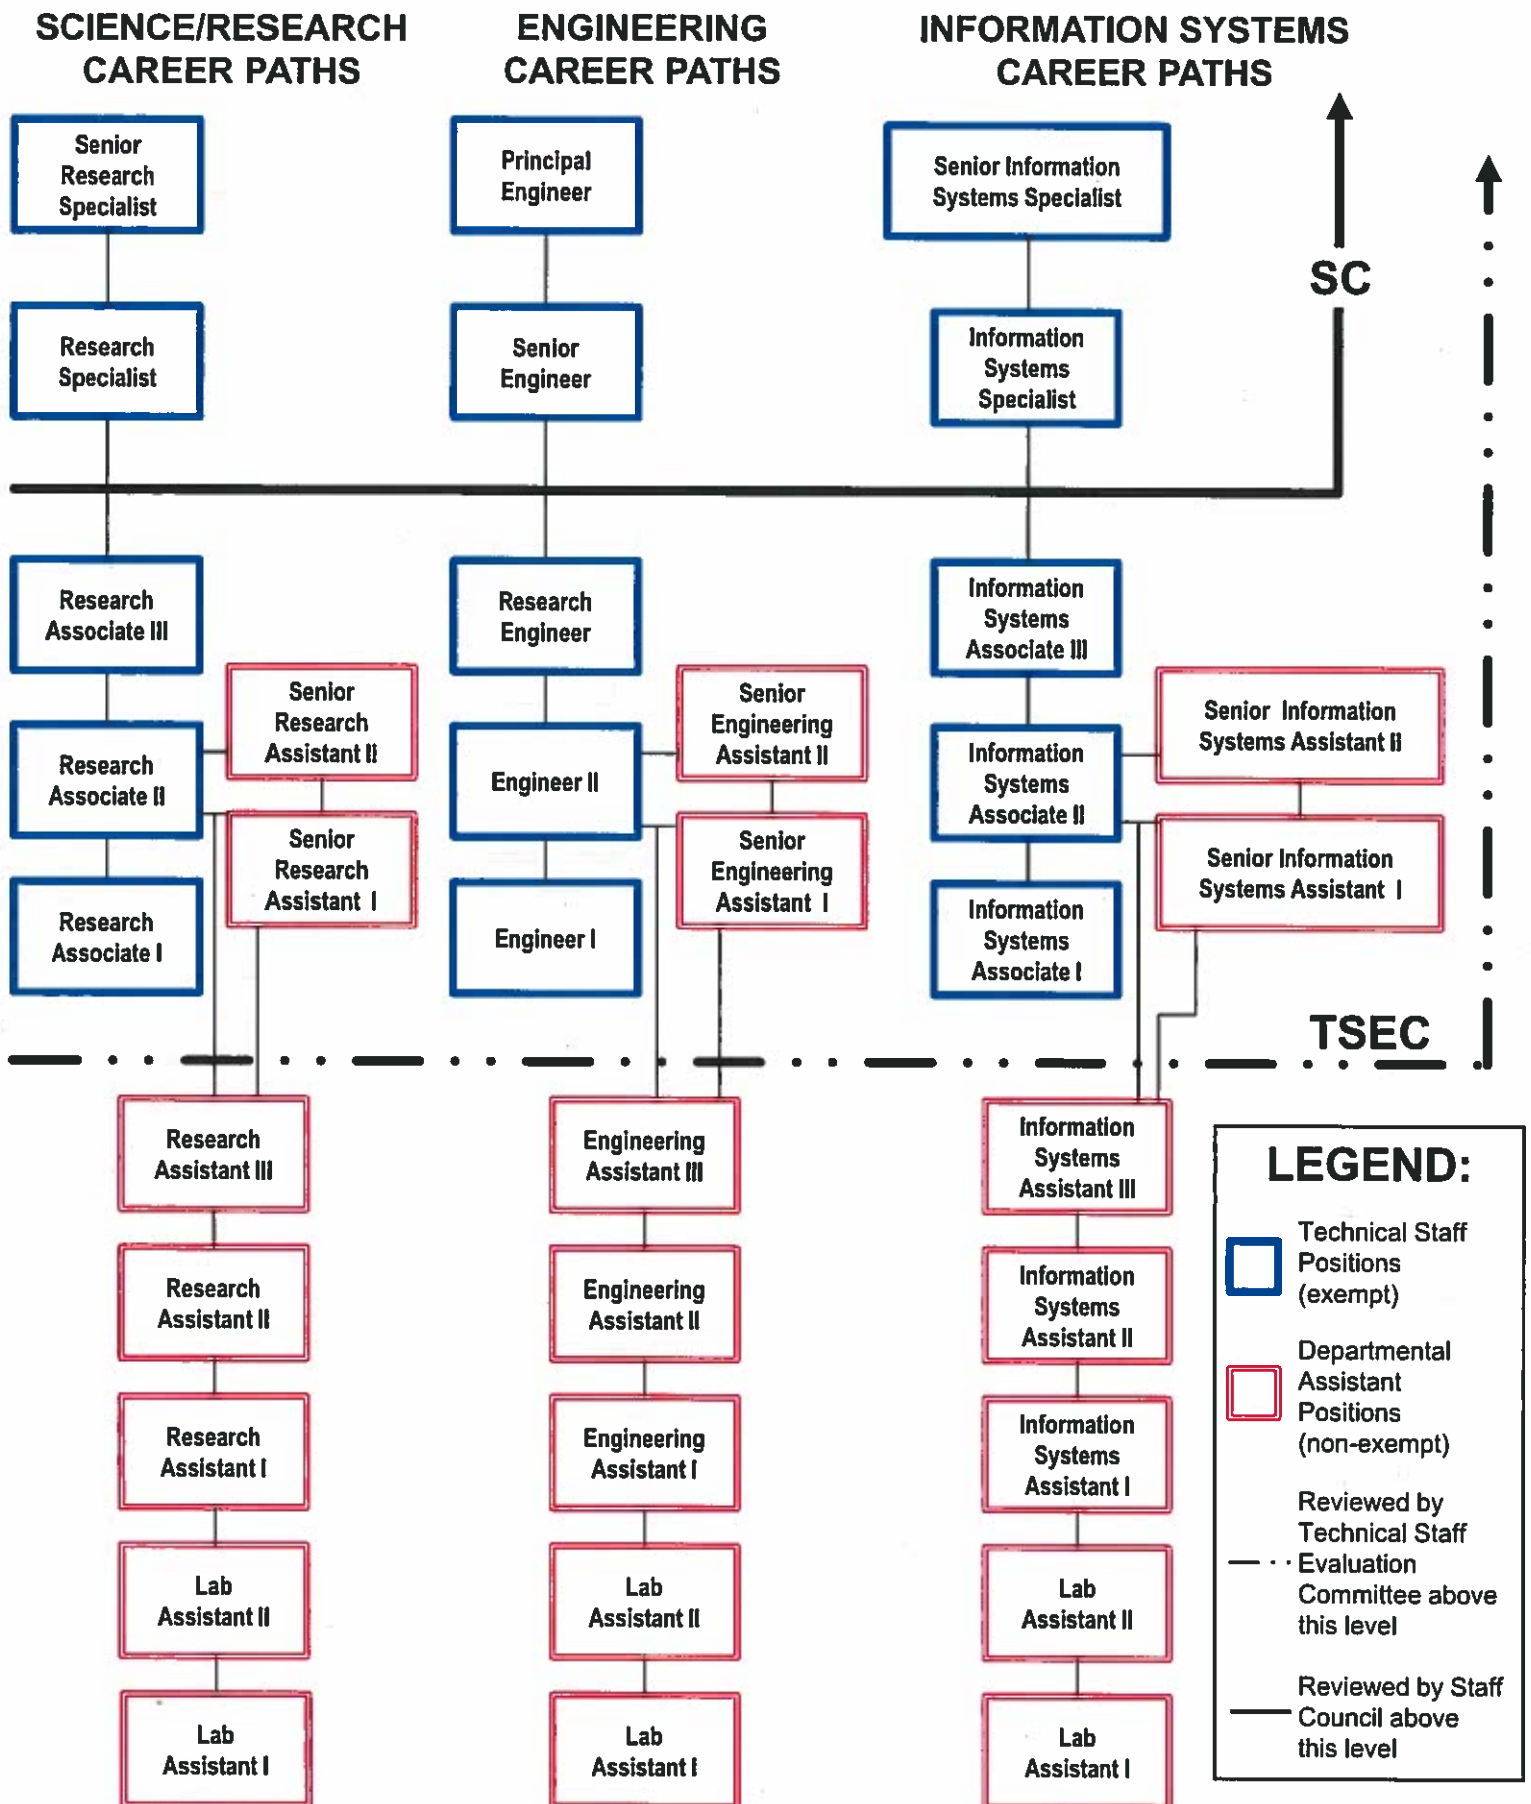 SCIENCE/RESEARCH
CAREER PATHS
ENGINEERING
CAREER PATHS
INFORMATION SYSTEMS
CAREER PATHS
Senior
Research
Specialist
Principal
Engineer
Senior Information
Systems Specialist
SC
Research
Specialist
Senior
Engineer
Information
Systems
Specialist
Research
Associate III
Research
Engineer
Information
Systems
Associate III
Senior
Research
Assistant II
Senior
Engineering
Assistant II
Senior Information
Systems Assistant II
Research
Associate II
Engineer II
Information
Systems
Associate II
Senior
Research
Assistant I
Senior
Engineering
Assistant I
Senior Information
Systems Assistant I
Research
Associate I
Engineer I
Information
Systems
Associate I
TSEC
Research
Assistant III
Engineering
Assistant III
Information
Systems
Assistant III
Research
Assistant II
Engineering
Assistant II
Information
Systems
Assistant II
Research
Assistant I
Engineering
Assistant I
Information
Systems
Assistant I
Lab
Assistant II
Lab
Assistant II
Lab
Assistant II
Lab
Assistant I
Lab
Assistant I
Lab
Assistant I
LEGEND:
Technical Staff
Positions
(exempt)
Departmental
Assistant
Positions
(non-exempt)
Reviewed by
Technical Staff
Evaluation
Committee above
this level
Reviewed by Staff
Council above
this level